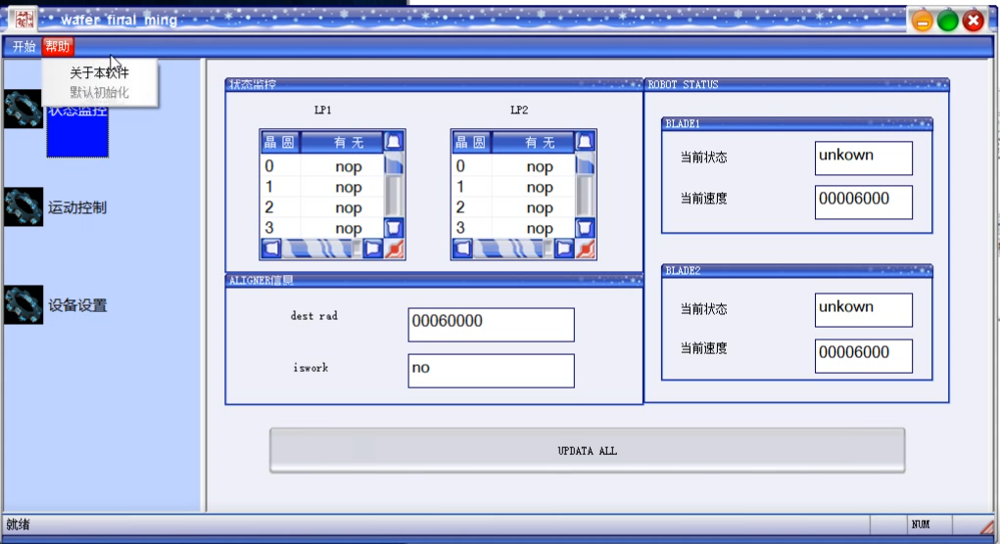 wafer_final_ming
开始 帮助
关于本软件
默认初始化
状态监控
运动控制
设备设置
状态监控
LP1
晶圆 有无
0 nop
1 nop
2 nop
3 nop
LP2
晶圆 有无
0 nop
1 nop
2 nop
3 nop
ALIGNER信息
dest rad 00060000
iswork no
ROBOT STATUS
BLADE1
当前状态 unkown
当前速度 00006000
BLADE2
当前状态 unkown
当前速度 00006000
UPDATA ALL
就绪 NUM